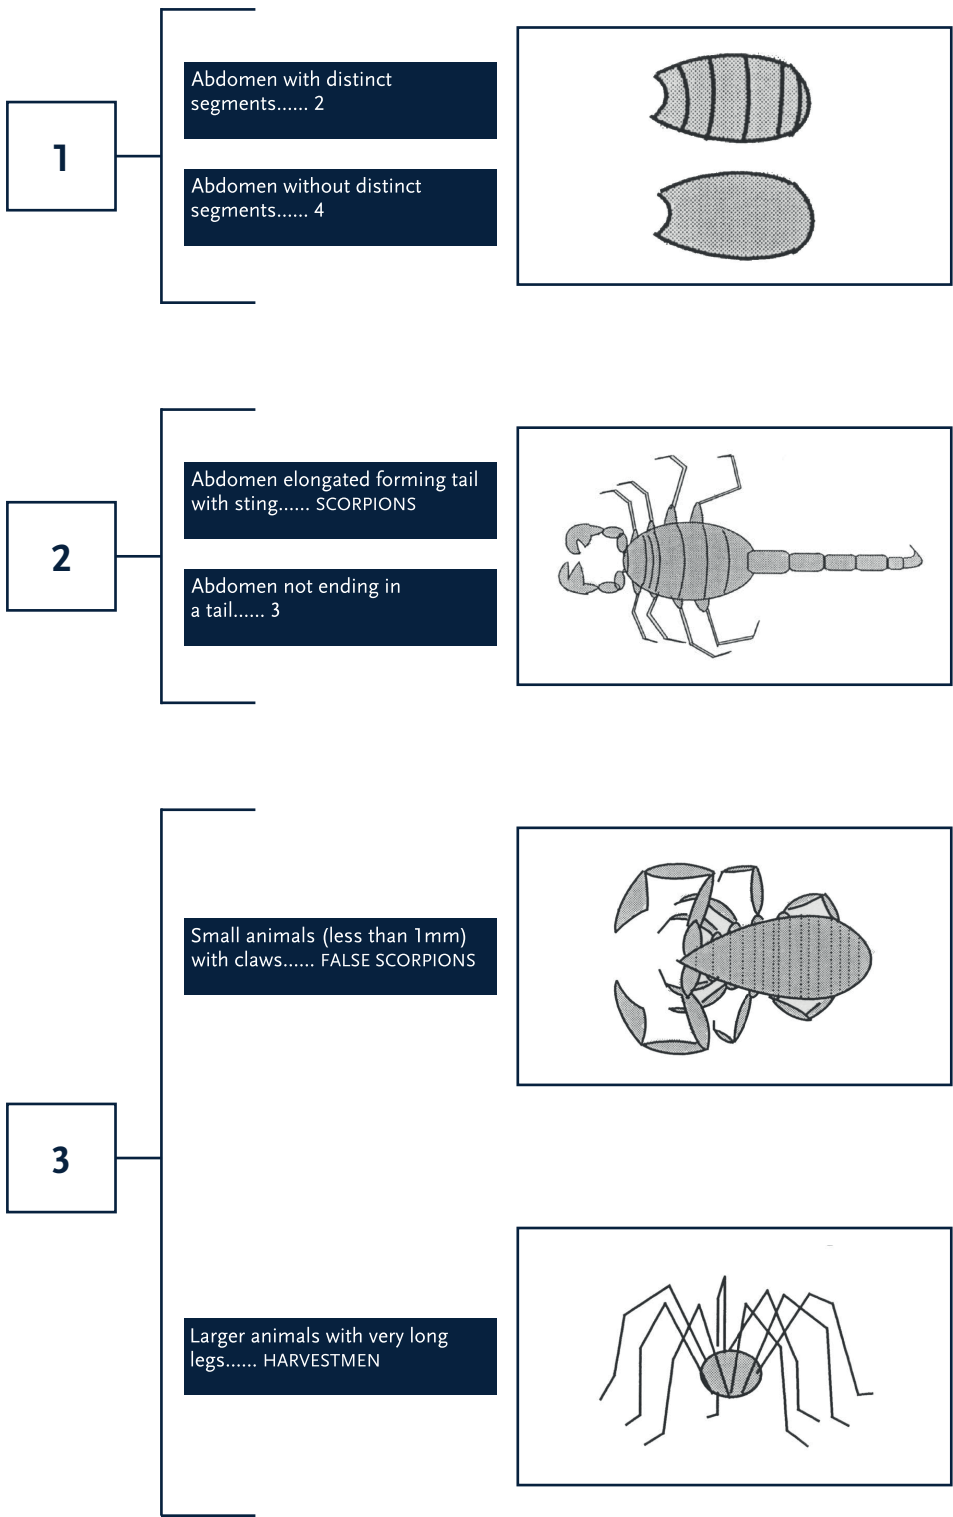 1
Abdomen with distinct
segments...... 2
Abdomen without distinct
segments...... 4
2
Abdomen elongated forming tail
with sting...... SCORPIONS
Abdomen not ending in
a tail...... 3
3
Small animals (less than 1mm)
with claws...... FALSE SCORPIONS
Larger animals with very long
legs...... HARVESTMEN